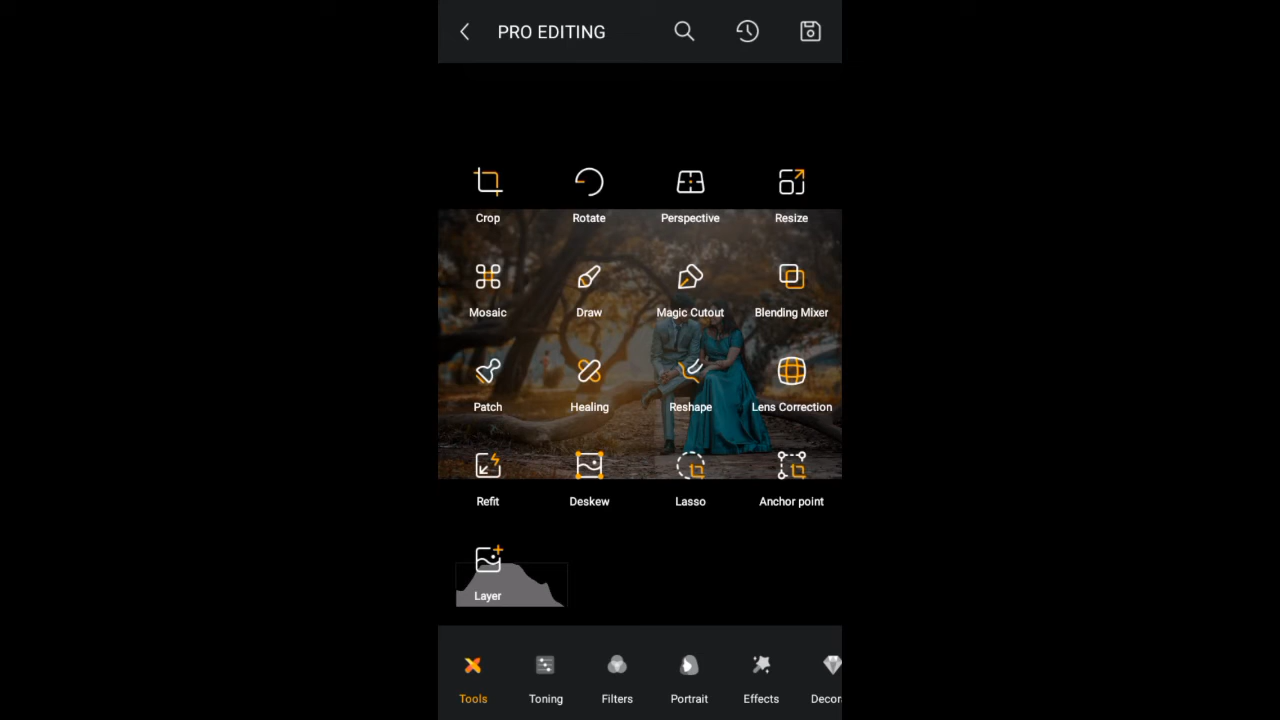 PRO EDITING
Crop Rotate Perspective Resize
Mosaic Draw Magic Cutout Blending Mixer
Patch Healing Reshape Lens Correction
Refit Deskew Lasso Anchor point
Layer
Tools Toning Filters Portrait Effects Decor